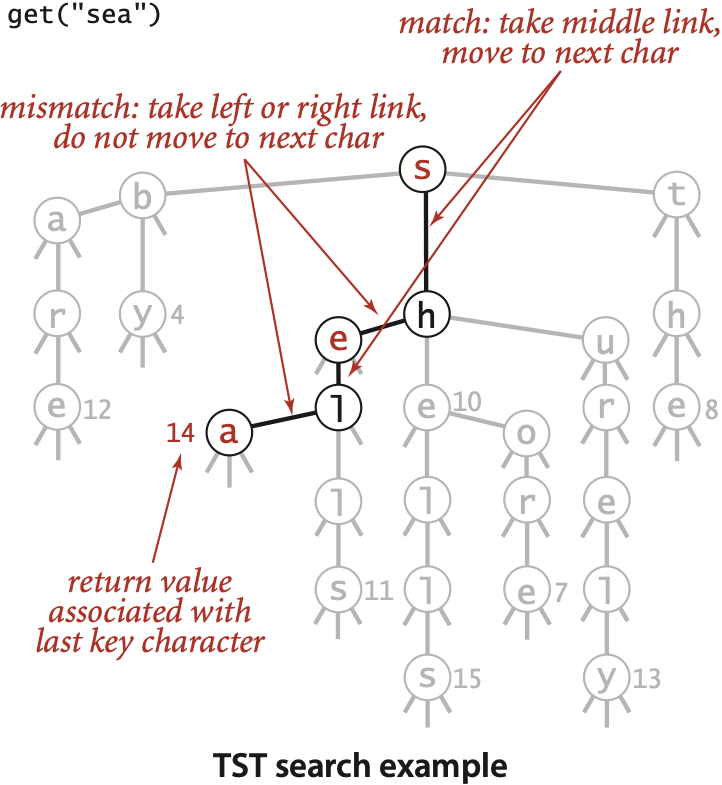 get("sea")
match: take middle link,
move to next char
mismatch: take left or right link,
do not move to next char
s
b
t
a
r
y 4
h
h
u
e
e 12
l
e 10
r
e 8
14 a
o
l
l
r
e
s 11
l
e 7
l
s 15
y 13
return value
associated with
last key character
TST search example